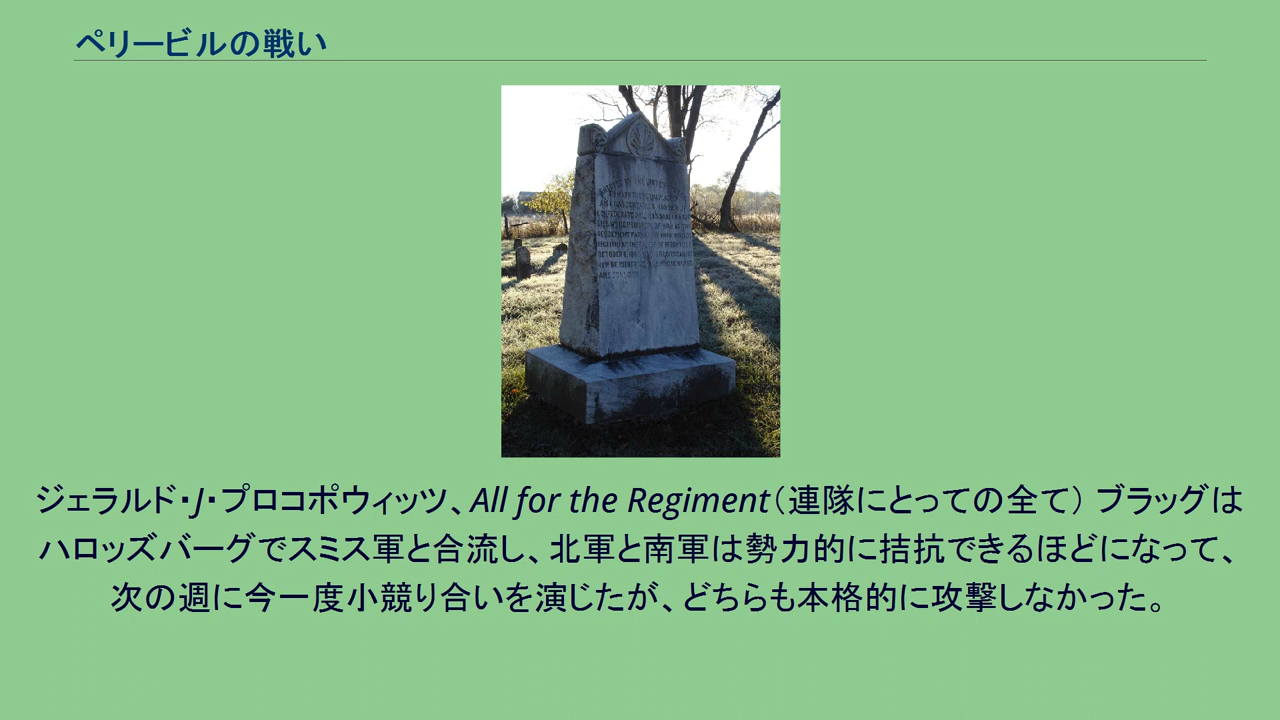 ペリービルの戦い
ジェラルド・J・プロコポウィッツ、All for the Regiment（連隊にとっての全て） ブラッグは
ハロッズバーグでスミス軍と合流し、北軍と南軍は勢力的に拮抗できるほどになって、
次の週に今一度小競り合いを演じたが、どちらも本格的に攻撃しなかった。